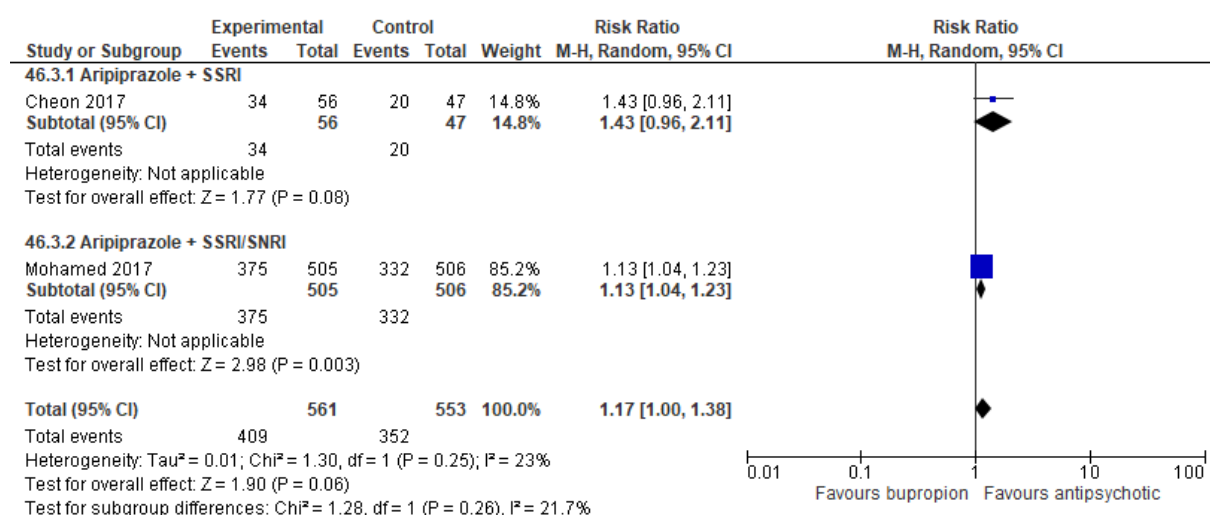 Experimental Control Risk Ratio Risk Ratio
Study or Subgroup Events Total Events Total Weight M-H, Random, 95% CI M-H, Random, 95% CI
46.3.1 Aripiprazole + SSRI
Cheon 2017 34 56 20 47 14.8% 1.43 [0.96, 2.11]
Subtotal (95% CI) 56 47 14.8% 1.43 [0.96, 2.11]
Total events 34 20
Heterogeneity: Not applicable
Test for overall effect: Z = 1.77 (P = 0.08)
46.3.2 Aripiprazole + SSRI/SNRI
Mohamed 2017 375 505 332 506 85.2% 1.13 [1.04, 1.23]
Subtotal (95% CI) 505 506 85.2% 1.13 [1.04, 1.23]
Total events 375 332
Heterogeneity: Not applicable
Test for overall effect: Z = 2.98 (P = 0.003)
Total (95% CI) 561 553 100.0% 1.17 [1.00, 1.38]
Total events 409 352
Heterogeneity: Tau² = 0.01; Chi² = 1.30, df = 1 (P = 0.25); I² = 23%
Test for overall effect: Z = 1.90 (P = 0.06)
Test for subgroup differences: Chi² = 1.28, df = 1 (P = 0.26), I² = 21.7%
0.01 0.1 1 10 100
Favours bupropion Favours antipsychotic